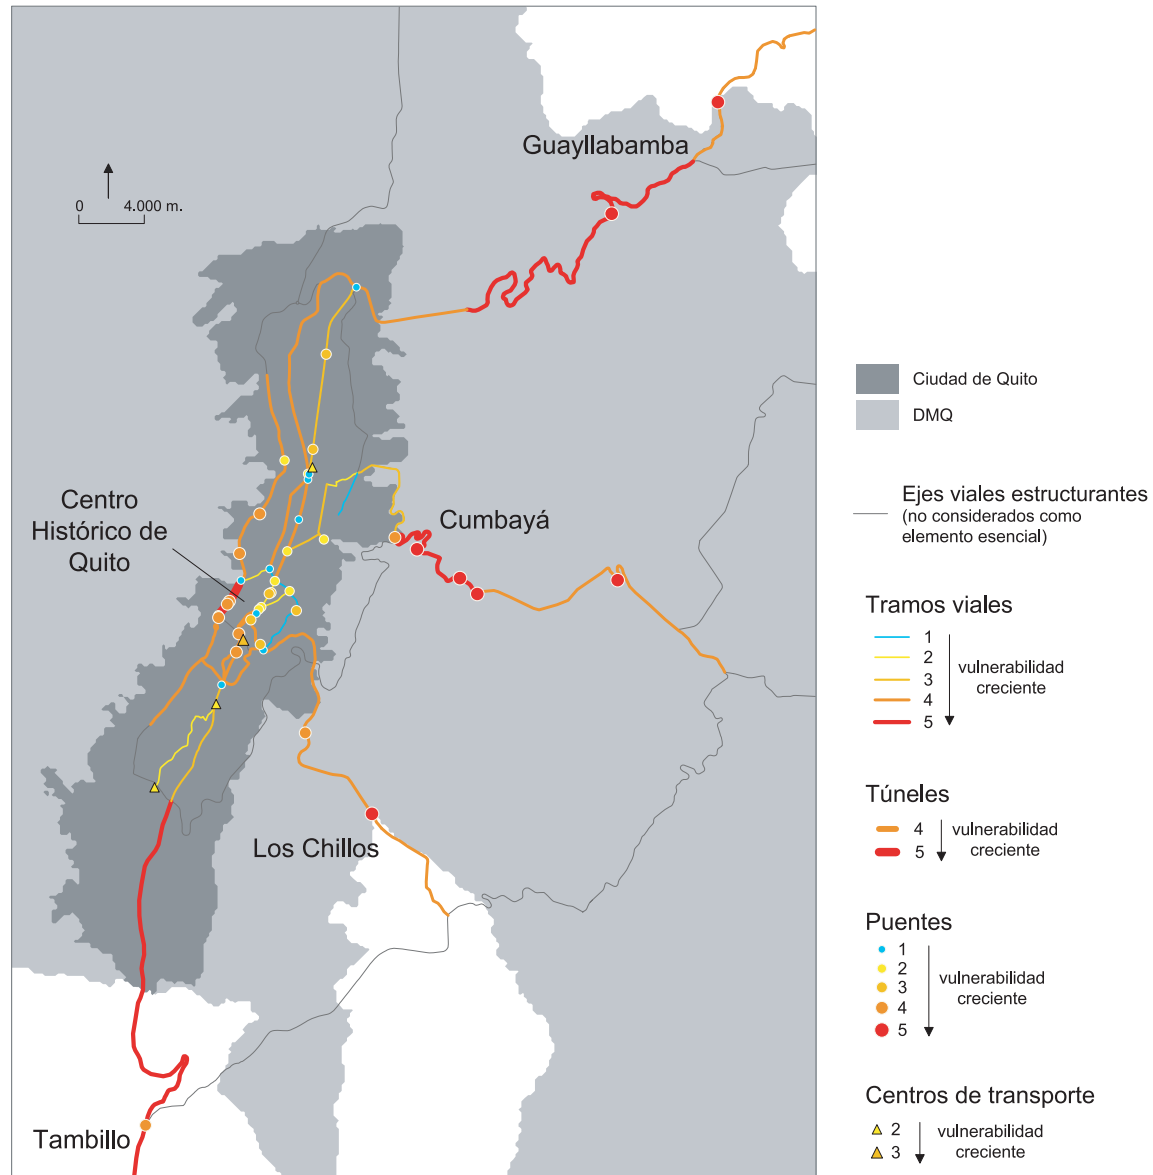 Guayllabamba
0 4.000 m.
Centro
Histórico de
Quito
Cumbayá
Los Chillos
Tambillo
Ciudad de Quito
DMQ
Ejes viales estructurantes
(no considerados como
elemento esencial)
Tramos viales
1
2
3
4
5
vulnerabilidad
creciente
Túneles
4
5
vulnerabilidad
creciente
Puentes
1
2
3
4
5
vulnerabilidad
creciente
Centros de transporte
2
3
vulnerabilidad
creciente